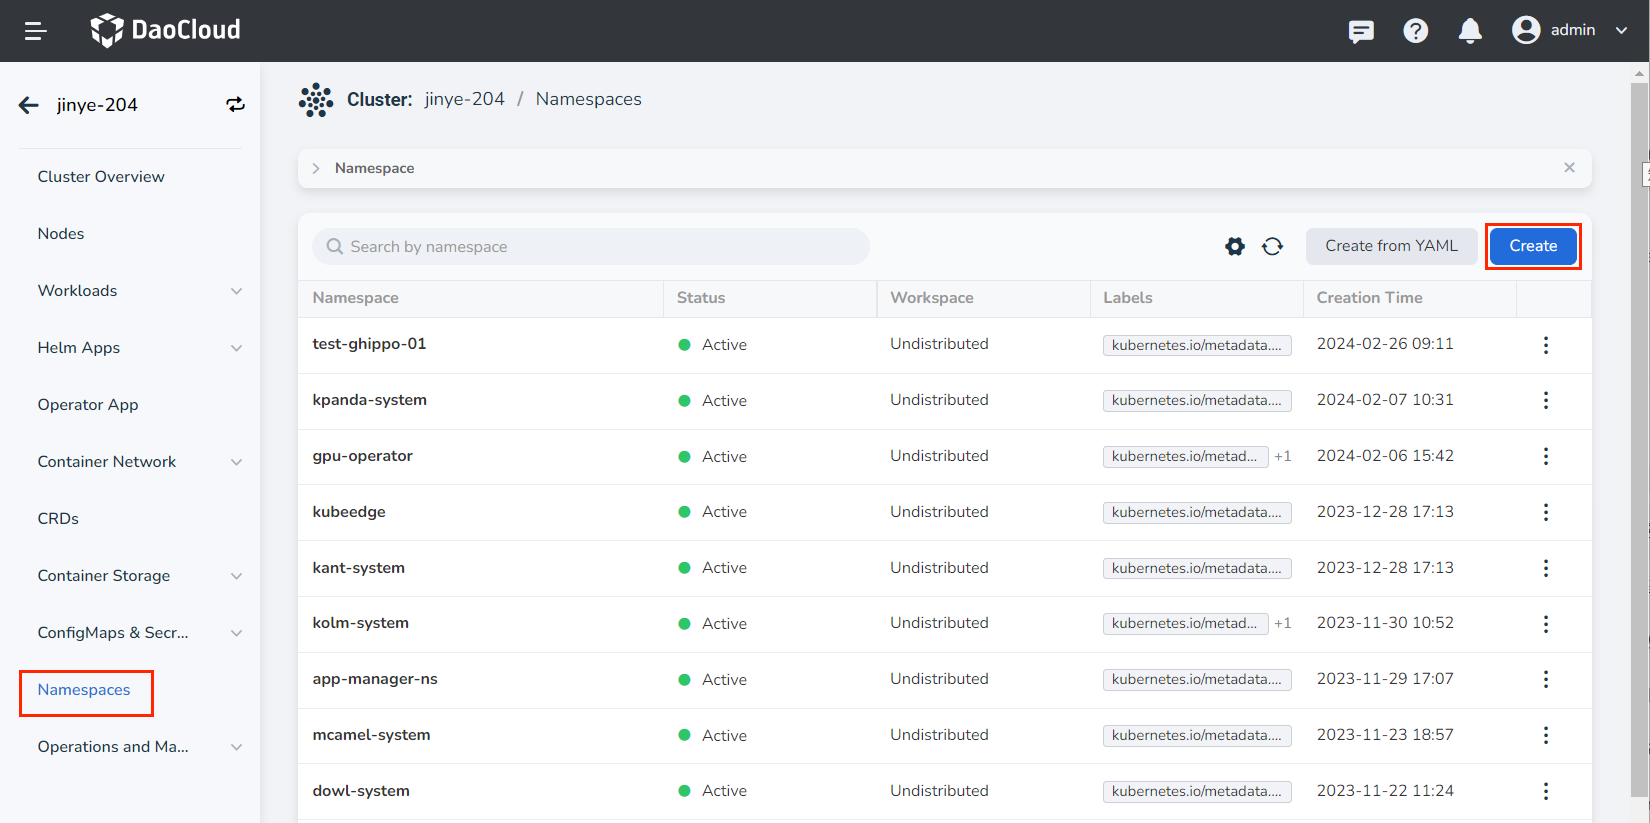 DaoCloud
admin
jinye-204
Cluster Overview
Nodes
Workloads
Helm Apps
Operator App
Container Network
CRDs
Container Storage
ConfigMaps & Secr...
Namespaces
Operations and Ma...
Cluster: jinye-204 / Namespaces
Namespace
Search by namespace
Create from YAML
Create
Namespace Status Workspace Labels Creation Time
test-ghippo-01 Active Undistributed kubernetes.io/metadata.... 2024-02-26 09:11
kpanda-system Active Undistributed kubernetes.io/metadata.... 2024-02-07 10:31
gpu-operator Active Undistributed kubernetes.io/metad... +1 2024-02-06 15:42
kubeedge Active Undistributed kubernetes.io/metadata.... 2023-12-28 17:13
kant-system Active Undistributed kubernetes.io/metadata.... 2023-12-28 17:13
kolm-system Active Undistributed kubernetes.io/metad... +1 2023-11-30 10:52
app-manager-ns Active Undistributed kubernetes.io/metadata.... 2023-11-29 17:07
mcamel-system Active Undistributed kubernetes.io/metadata.... 2023-11-23 18:57
dowl-system Active Undistributed kubernetes.io/metadata.... 2023-11-22 11:24